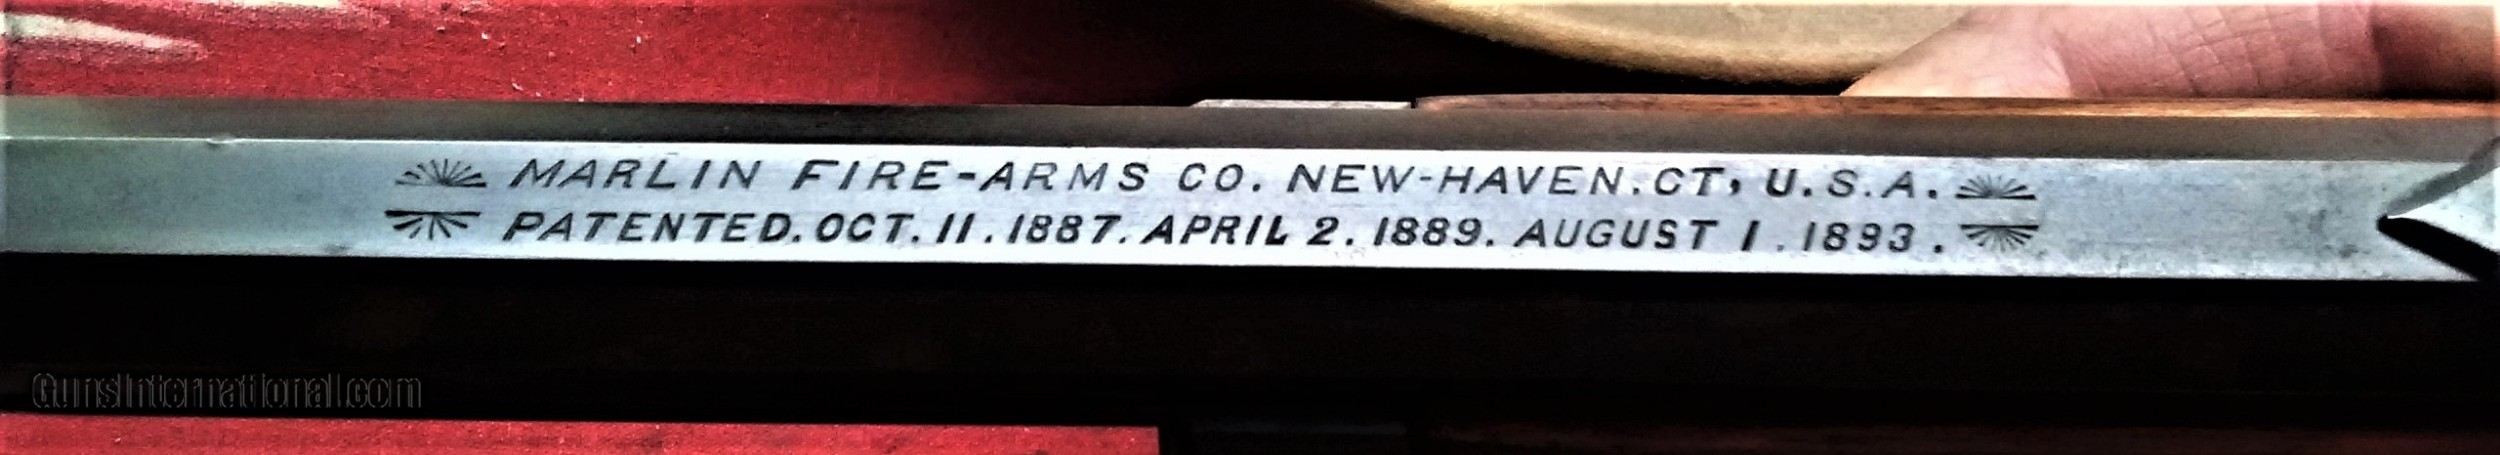 MARLIN FIRE-ARMS CO. NEW-HAVEN.CT, U.S.A.
PATENTED.OCT.11.1887.APRIL 2.1889.AUGUST 1.1893.
GunsInternational.com